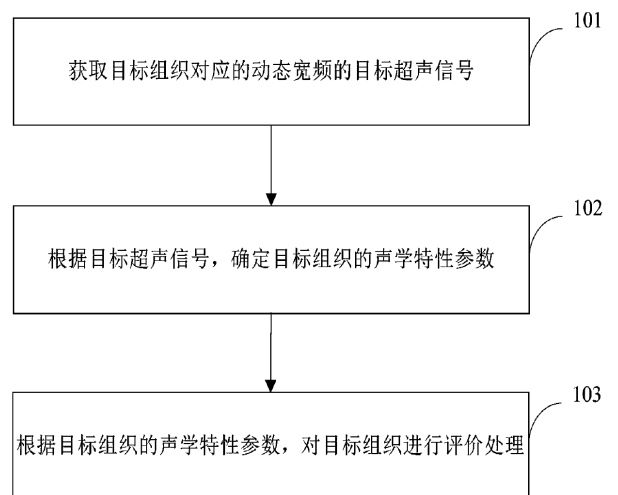 101
获取目标组织对应的动态宽频的目标超声信号
102
根据目标超声信号，确定目标组织的声学特性参数
103
根据目标组织的声学特性参数，对目标组织进行评价处理